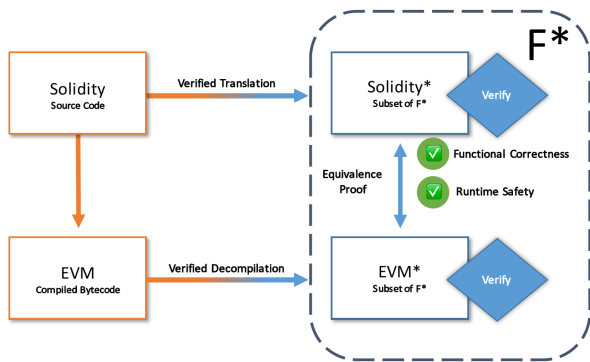 F*
Solidity
Source Code
Verified Translation
Solidity*
Subset of F*
Verify
Equivalence
Proof
Functional Correctness
Runtime Safety
EVM
Compiled Bytecode
Verified Decompilation
EVM*
Subset of F*
Verify